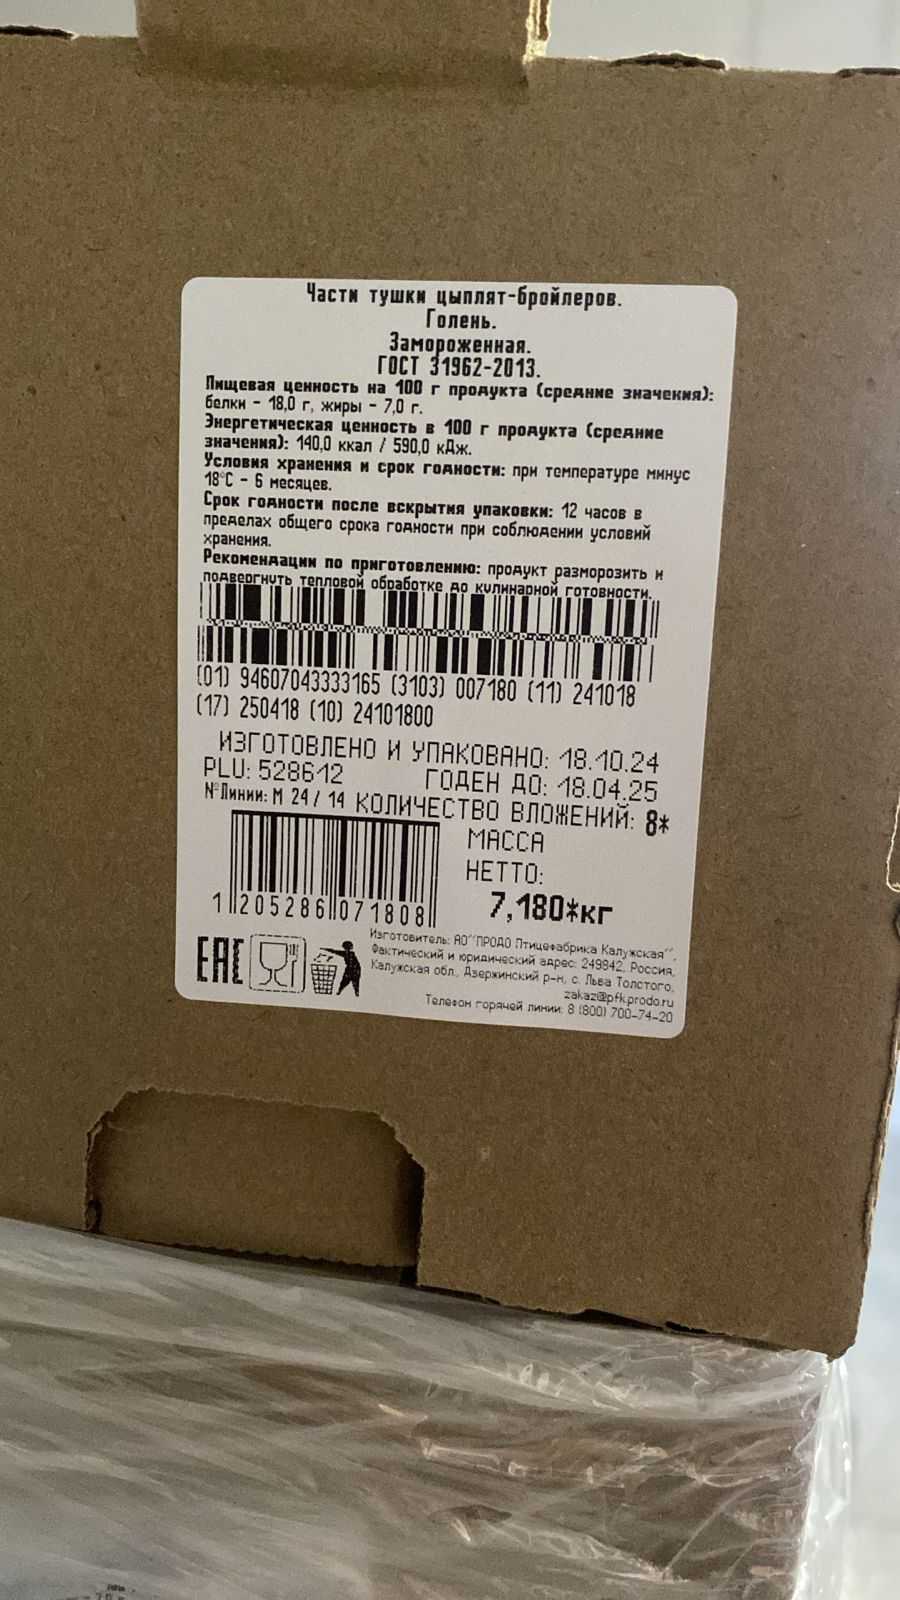 Части тушки цыплят-бройлеров.
Голень.
Замороженная.
ГОСТ 31962-2013.
Пищевая ценность на 100 г продукта (средние значения):
белки - 18,0 г, жиры - 7,0 г.
Энергетическая ценность в 100 г продукта (средние
значения): 140,0 ккал / 590,0 кДж.
Условия хранения и срок годности: при температуре минус
18°С - 6 месяцев.
Срок годности после вскрытия упаковки: 12 часов в
пределах общего срока годности при соблюдении условий
хранения.
Рекомендации по приготовлению: продукт разморозить и
подвергнуть тепловой обработке до кулинарной готовности.
(01) 94607043333165 (3103) 007180 (11) 241018
(17) 250418 (10) 24101800
ИЗГОТОВЛЕНО И УПАКОВАНО: 18.10.24
PLU: 528612 ГОДЕН ДО: 18.04.25
№Линии: М 24 / 14 КОЛИЧЕСТВО ВЛОЖЕНИЙ: 8*
МАССА
НЕТТО:
7,180*кг
1 205286 071808
Изготовитель: АО"ПРОДО Птицефабрика Калужская".
Фактический и юридический адрес: 249842, Россия,
Калужская обл., Дзержинский р-н, с. Льва Толстого,
zakaz@pfk.prodo.ru
Телефон горячей линии: 8 (800) 700-74-20
EAC